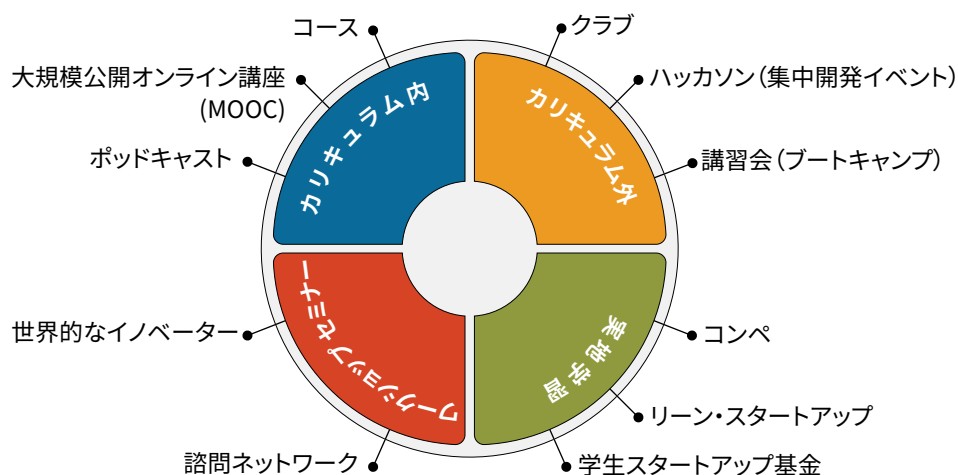 コース
大規模公開オンライン講座
(MOOC)
ポッドキャスト
カリキュラム内
クラブ
ハッカソン（集中開発イベント）
講習会（ブートキャンプ）
カリキュラム外
世界的なイノベーター
諮問ネットワーク
ワークショップ セミナー
コンペ
リーン・スタートアップ
学生スタートアップ基金
実地学習